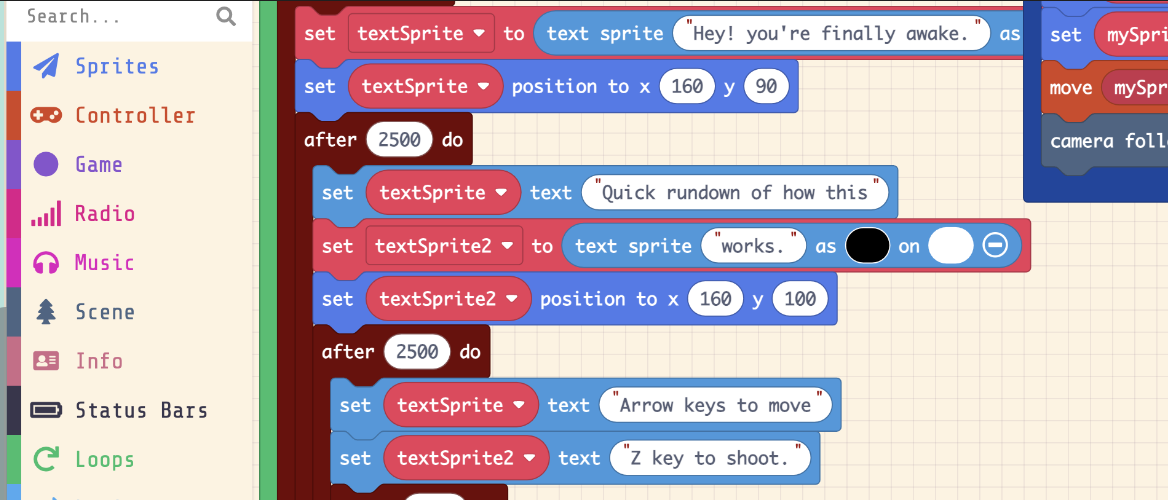 Search...
Sprites
Controller
Game
Radio
Music
Scene
Info
Status Bars
Loops
set textSprite to text sprite "Hey! you're finally awake." as
set textSprite position to x 160 y 90
after 2500 do
set textSprite text "Quick rundown of how this"
set textSprite2 to text sprite "works." as on
set textSprite2 position to x 160 y 100
after 2500 do
set textSprite text "Arrow keys to move"
set textSprite2 text "Z key to shoot."
set mySpri
move mySpr
camera foll